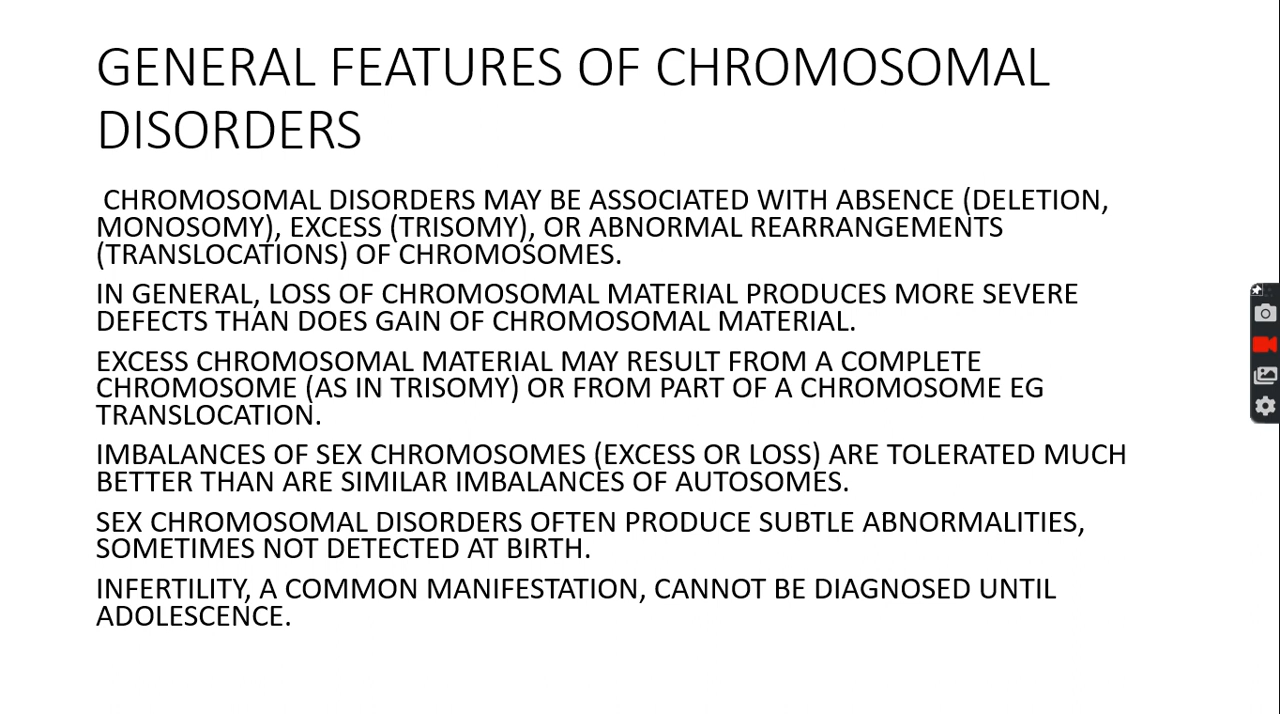 GENERAL FEATURES OF CHROMOSOMAL
DISORDERS
CHROMOSOMAL DISORDERS MAY BE ASSOCIATED WITH ABSENCE (DELETION,
MONOSOMY), EXCESS (TRISOMY), OR ABNORMAL REARRANGEMENTS
(TRANSLOCATIONS) OF CHROMOSOMES.
IN GENERAL, LOSS OF CHROMOSOMAL MATERIAL PRODUCES MORE SEVERE
DEFECTS THAN DOES GAIN OF CHROMOSOMAL MATERIAL.
EXCESS CHROMOSOMAL MATERIAL MAY RESULT FROM A COMPLETE
CHROMOSOME (AS IN TRISOMY) OR FROM PART OF A CHROMOSOME EG
TRANSLOCATION.
IMBALANCES OF SEX CHROMOSOMES (EXCESS OR LOSS) ARE TOLERATED MUCH
BETTER THAN ARE SIMILAR IMBALANCES OF AUTOSOMES.
SEX CHROMOSOMAL DISORDERS OFTEN PRODUCE SUBTLE ABNORMALITIES,
SOMETIMES NOT DETECTED AT BIRTH.
INFERTILITY, A COMMON MANIFESTATION, CANNOT BE DIAGNOSED UNTIL
ADOLESCENCE.